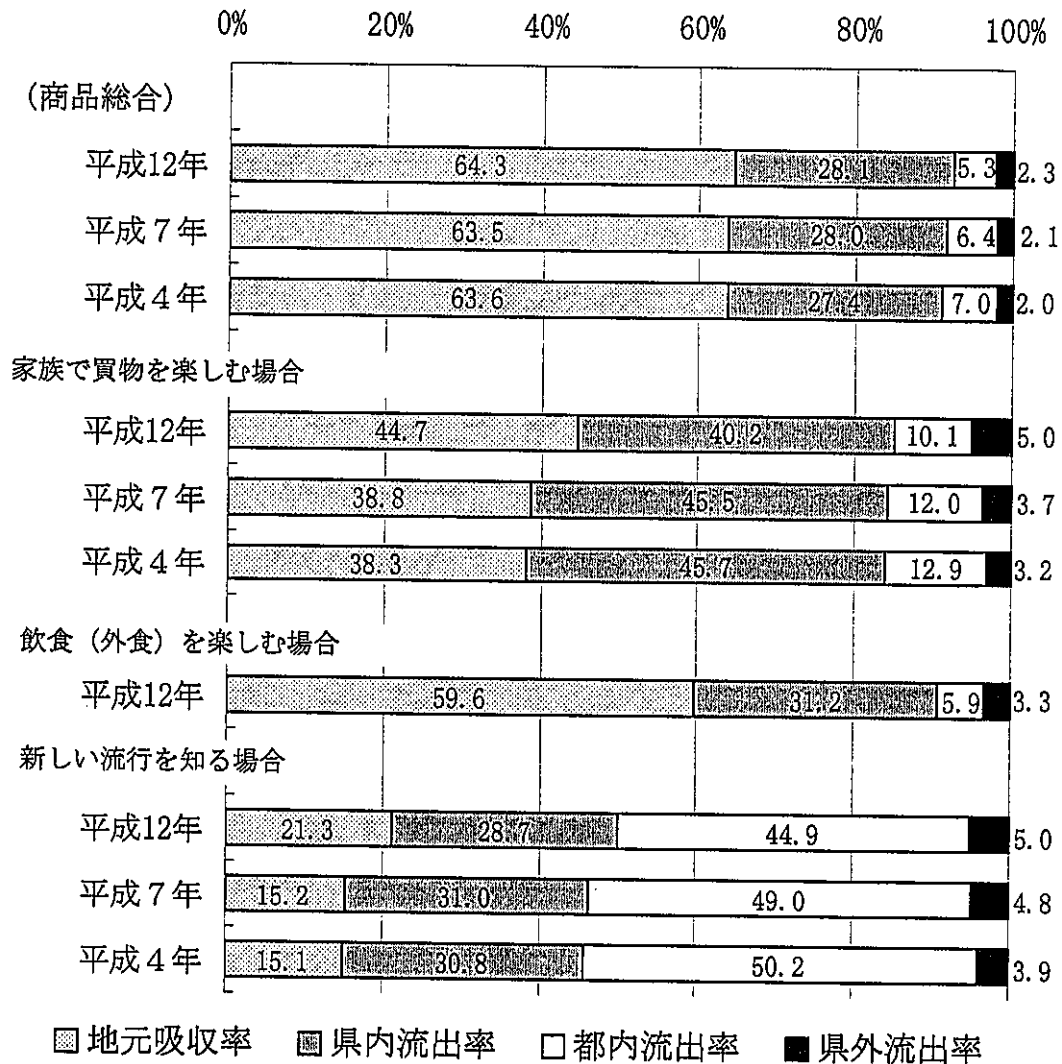 0% 20% 40% 60% 80% 100%
(商品総合)
平成12年 64.3 28.1 5.3 2.3
平成7年 63.5 28.0 6.4 2.1
平成4年 63.6 27.4 7.0 2.0
家族で買物を楽しむ場合
平成12年 44.7 40.2 10.1 5.0
平成7年 38.8 45.5 12.0 3.7
平成4年 38.3 45.7 12.9 3.2
飲食(外食)を楽しむ場合
平成12年 59.6 31.2 5.9 3.3
新しい流行を知る場合
平成12年 21.3 28.7 44.9 5.0
平成7年 15.2 31.0 49.0 4.8
平成4年 15.1 30.8 50.2 3.9
地元吸収率 県内流出率 都内流出率 県外流出率